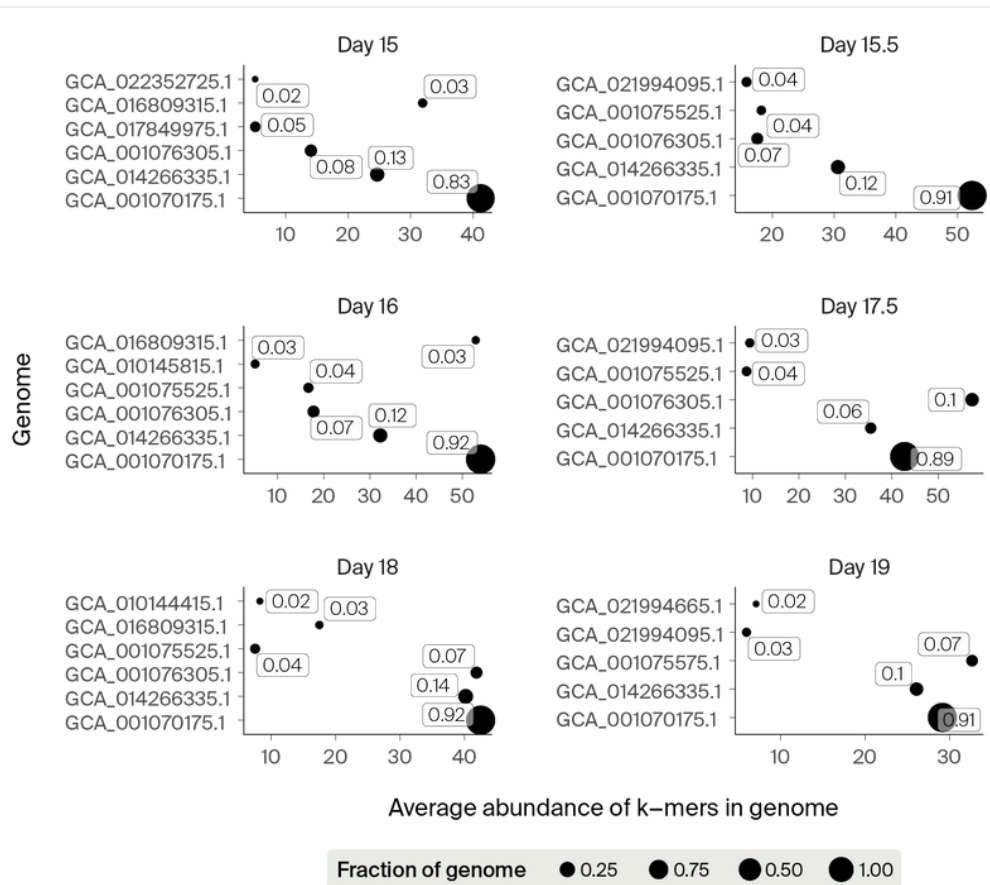 Day 15
GCA_022352725.1
GCA_016809315.1
GCA_017849975.1
GCA_001076305.1
GCA_014266335.1
GCA_001070175.1
0.02
0.03
0.05
0.08
0.13
0.83
10 20 30 40
Day 15.5
GCA_021994095.1
GCA_001075525.1
GCA_001076305.1
GCA_014266335.1
GCA_001070175.1
0.04
0.04
0.07
0.12
0.91
20 30 40 50
Genome
Day 16
GCA_016809315.1
GCA_010145815.1
GCA_001075525.1
GCA_001076305.1
GCA_014266335.1
GCA_001070175.1
0.03
0.03
0.04
0.07
0.12
0.92
10 20 30 40 50
Day 17.5
GCA_021994095.1
GCA_001075525.1
GCA_001076305.1
GCA_014266335.1
GCA_001070175.1
0.03
0.04
0.1
0.06
0.89
10 20 30 40 50
Day 18
GCA_010144415.1
GCA_016809315.1
GCA_001075525.1
GCA_001076305.1
GCA_014266335.1
GCA_001070175.1
0.02
0.03
0.04
0.07
0.14
0.92
10 20 30 40
Day 19
GCA_021994665.1
GCA_021994095.1
GCA_001075575.1
GCA_014266335.1
GCA_001070175.1
0.02
0.03
0.07
0.1
0.91
10 20 30
Average abundance of k–mers in genome
Fraction of genome 0.25 0.75 0.50 1.00